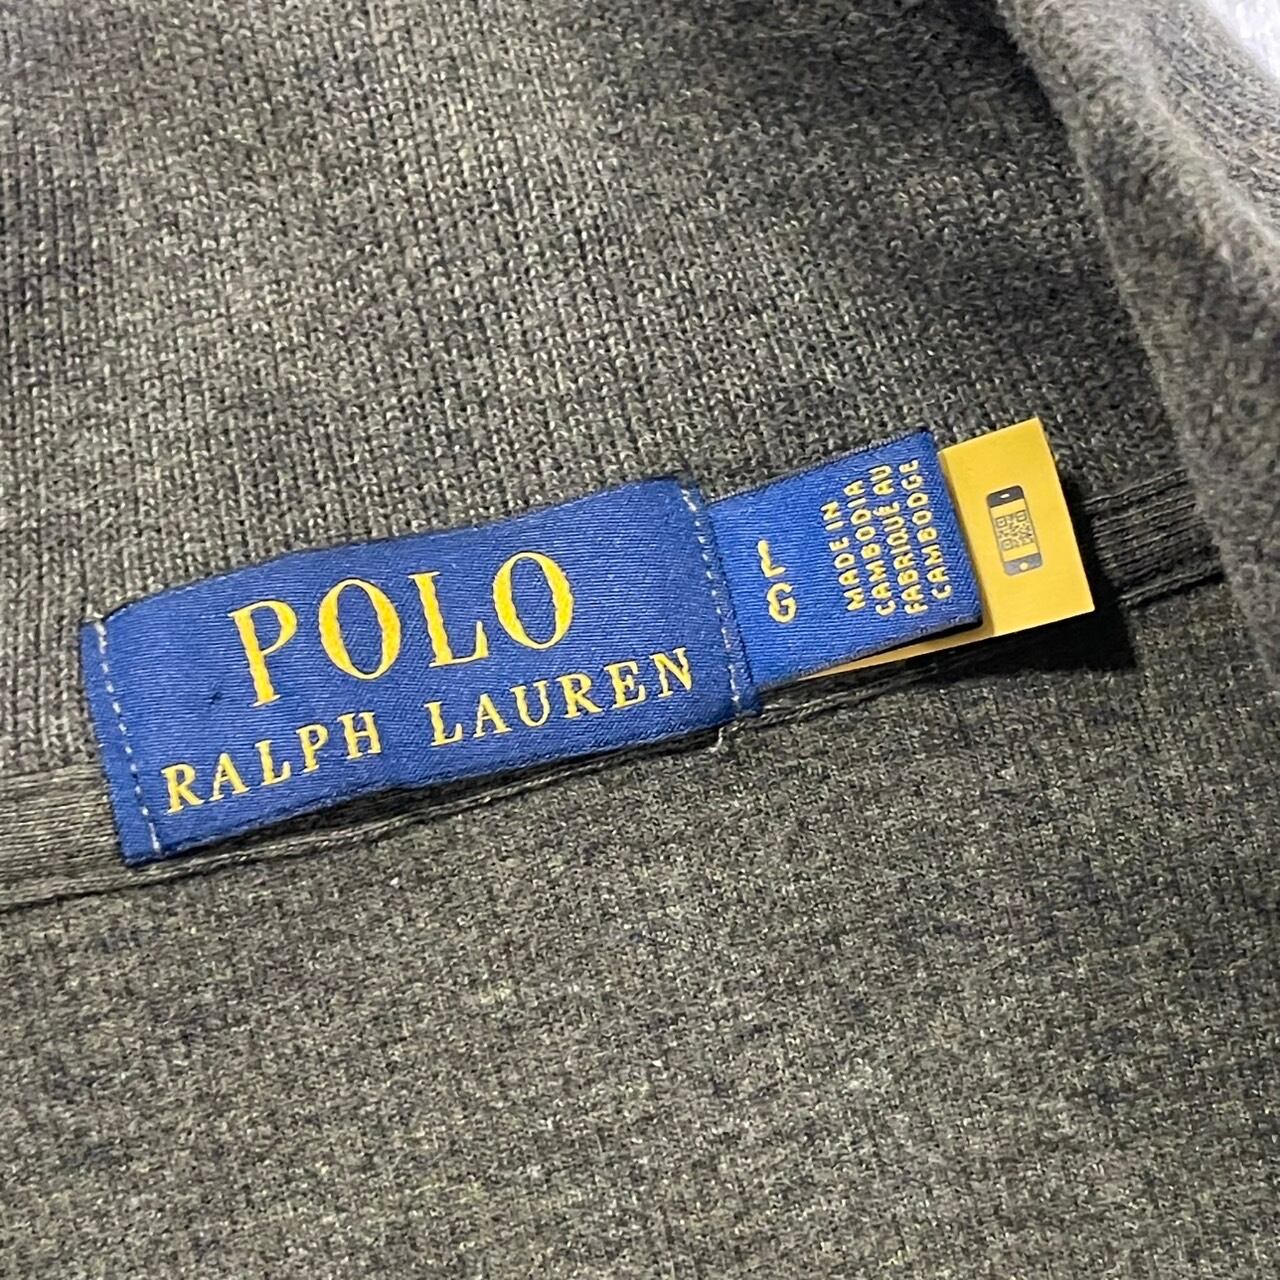 POLO
RALPH LAUREN
L
G
MADE IN
CAMBODIA
FABRIQUÉ AU
CAMBODGE